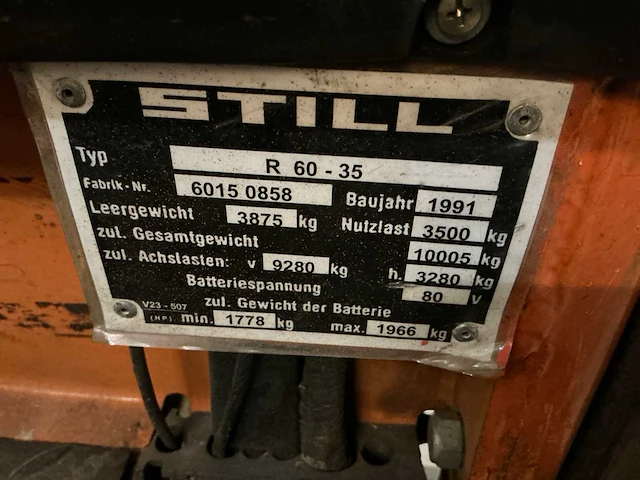 STILL
Typ R 60 - 35
Fabrik-Nr. 6015 0858 Baujahr 1991
Leergewicht 3875 kg Nutzlast 3500 kg
zul. Gesamtgewicht 10005 kg
zul. Achslasten: v 9280 kg h. 3280 kg
Batteriespannung 80 v
V23-507 zul. Gewicht der Batterie
(HP) min. 1778 kg max. 1966 kg